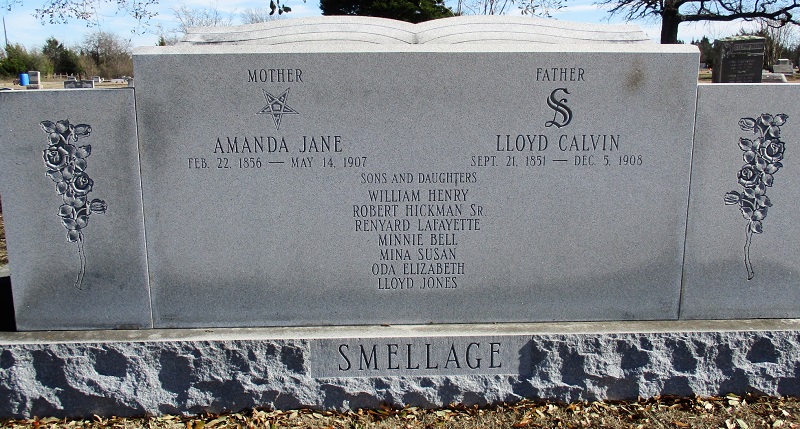 MOTHER
FATHER
S
AMANDA JANE
LLOYD CALVIN
FEB. 22, 1856 — MAY 14, 1907
SEPT. 21, 1851 — DEC. 5, 1908
SONS AND DAUGHTERS
WILLIAM HENRY
ROBERT HICKMAN SR.
RENYARD LAFAYETTE
MINNIE BELL
MINA SUSAN
ODA ELIZABETH
LLOYD JONES
SMELLAGE